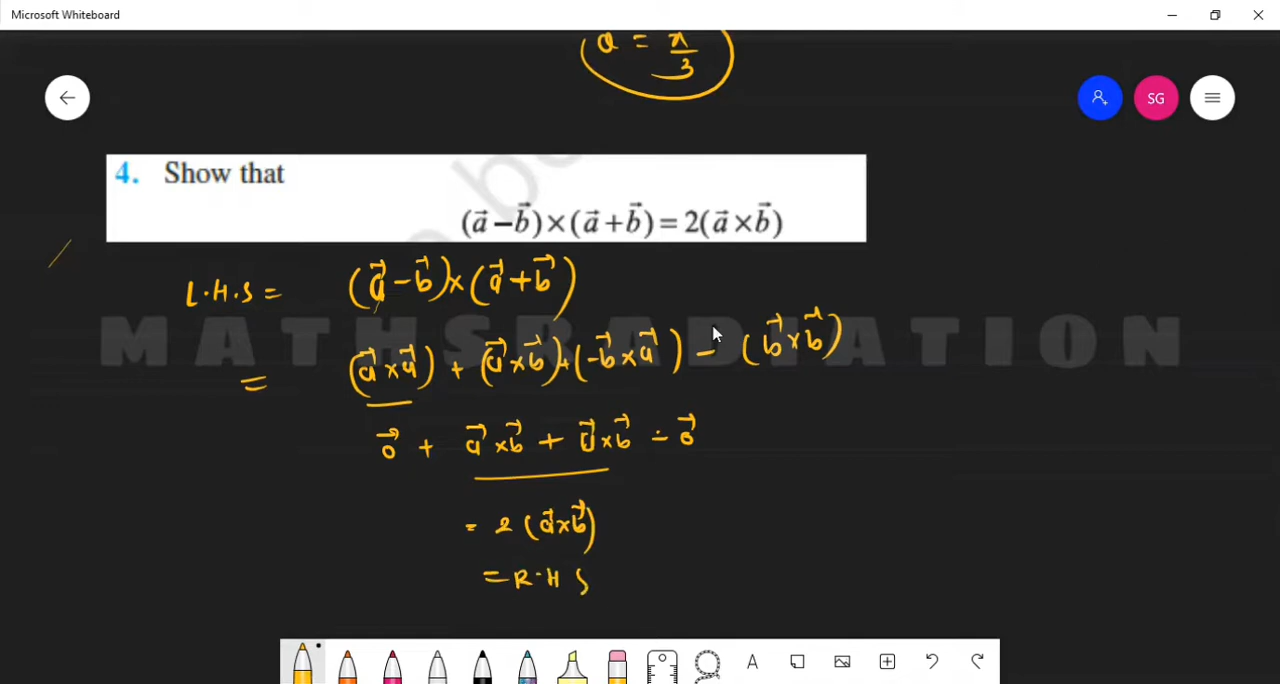 Microsoft Whiteboard
a = π/3
SG
4. Show that
(a⃗ − b⃗) × (a⃗ + b⃗) = 2(a⃗ × b⃗)
L.H.S = (a⃗ − b⃗) × (a⃗ + b⃗)
MATHSRADIATION
= (a⃗ × a⃗) + (a⃗ × b⃗) + (−b⃗ × a⃗) − (b⃗ × b⃗)
0⃗ + a⃗ × b⃗ + a⃗ × b⃗ − 0⃗
= 2 (a⃗ × b⃗)
= R.H S
A